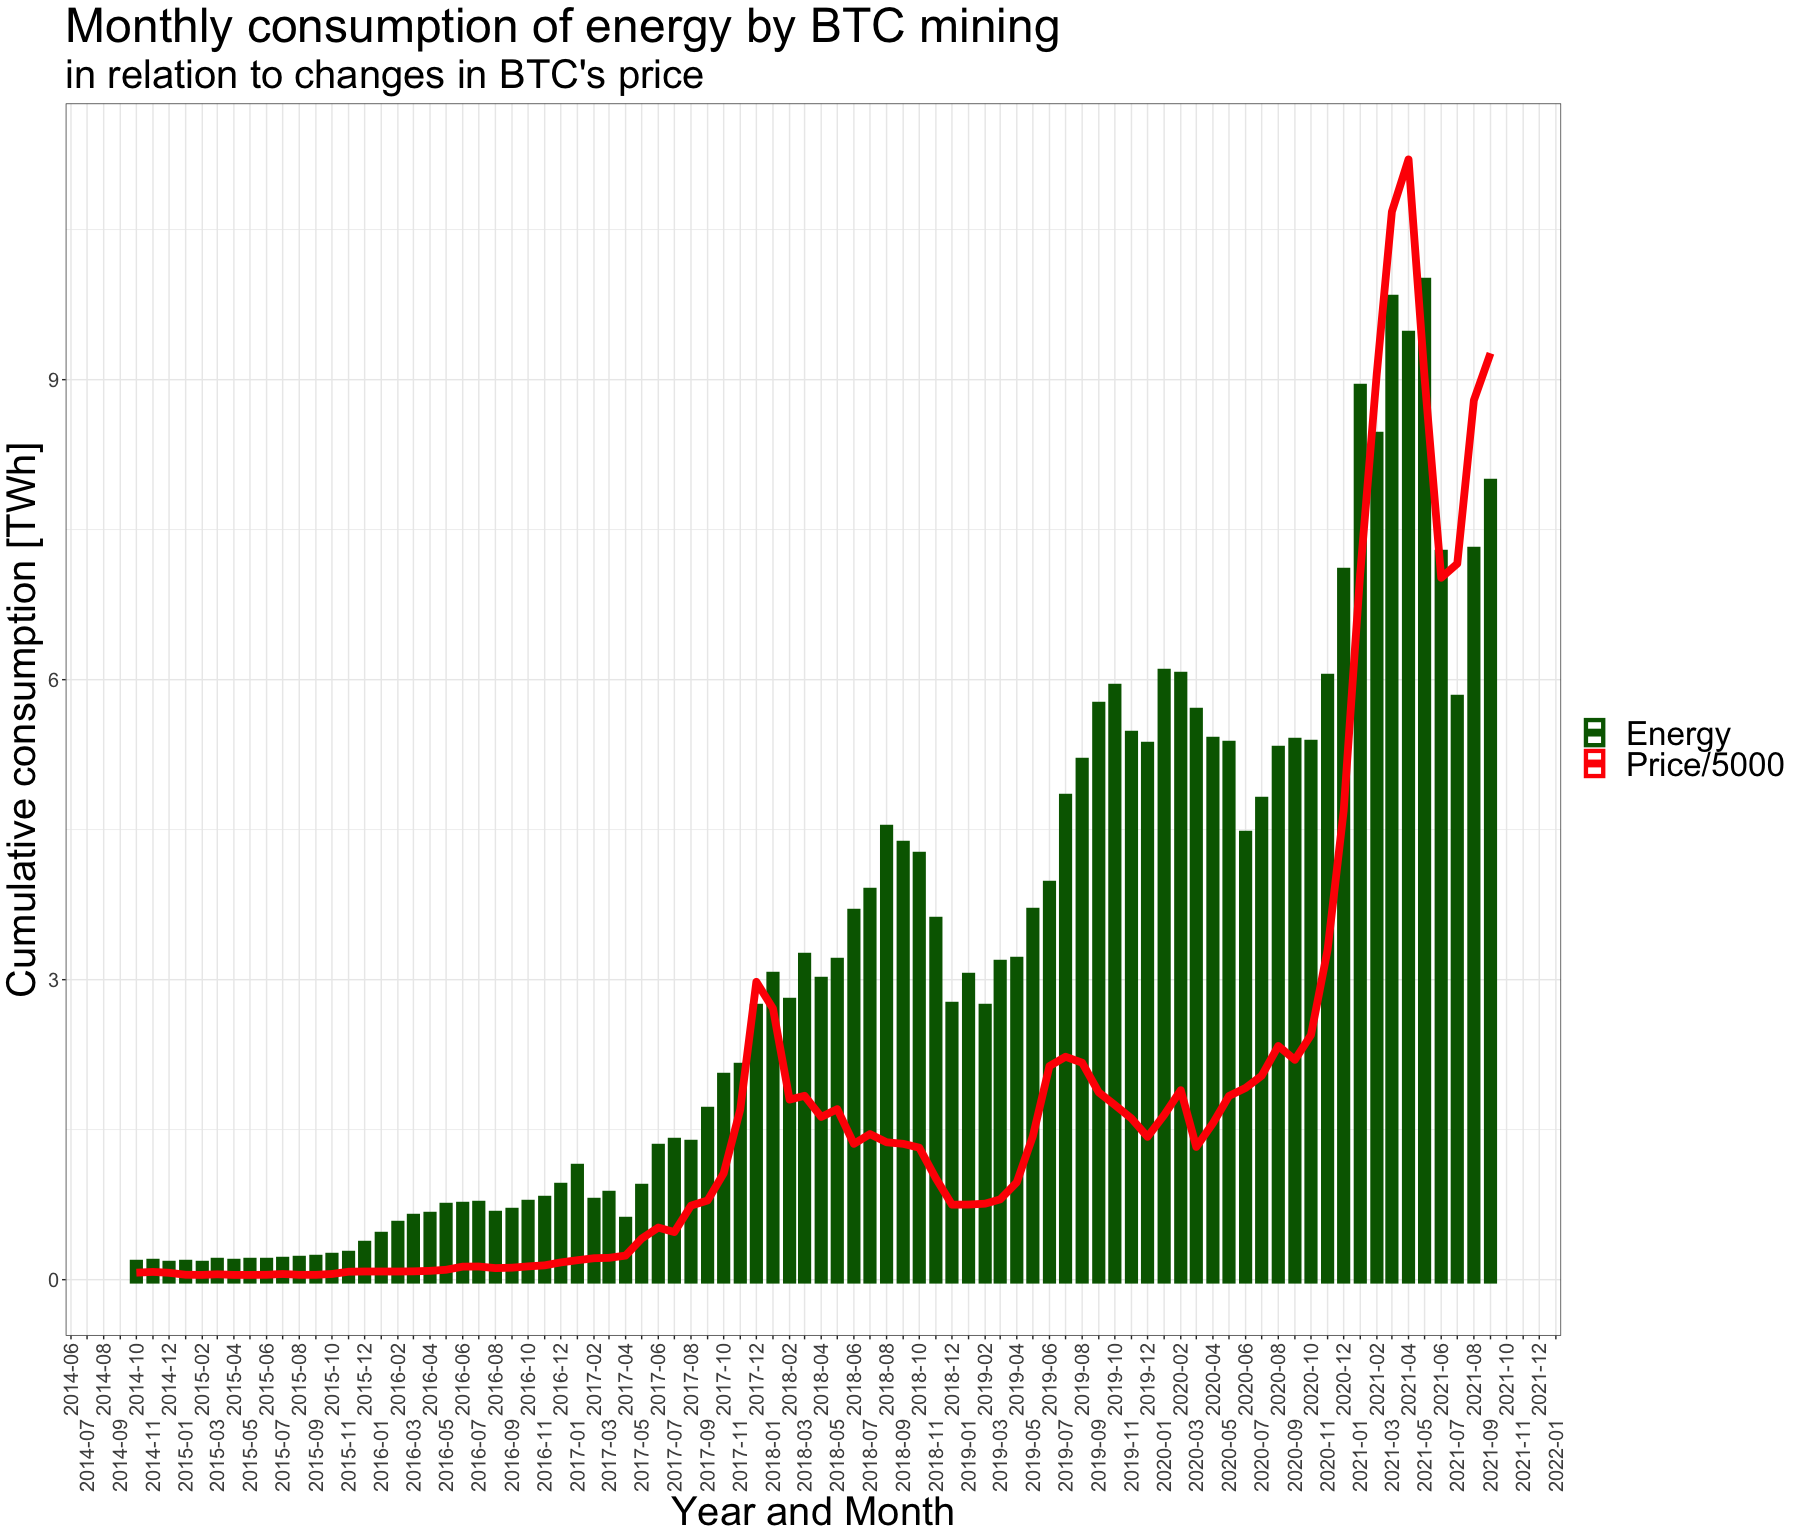 Monthly consumption of energy by BTC mining
in relation to changes in BTC's price
Cumulative consumption [TWh]
9
6
3
0
Energy
Price/5000
2014-06 2014-08 2014-10 2014-12 2015-02 2015-04 2015-06 2015-08 2015-10 2015-12 2016-02 2016-04 2016-06 2016-08 2016-10 2016-12 2017-02 2017-04 2017-06 2017-08 2017-10 2017-12 2018-02 2018-04 2018-06 2018-08 2018-10 2018-12 2019-02 2019-04 2019-06 2019-08 2019-10 2019-12 2020-02 2020-04 2020-06 2020-08 2020-10 2020-12 2021-02 2021-04 2021-06 2021-08 2021-10 2021-12
2014-07 2014-09 2014-11 2015-01 2015-03 2015-05 2015-07 2015-09 2015-11 2016-01 2016-03 2016-05 2016-07 2016-09 2016-11 2017-01 2017-03 2017-05 2017-07 2017-09 2017-11 2018-01 2018-03 2018-05 2018-07 2018-09 2018-11 2019-01 2019-03 2019-05 2019-07 2019-09 2019-11 2020-01 2020-03 2020-05 2020-07 2020-09 2020-11 2021-01 2021-03 2021-05 2021-07 2021-09 2021-11 2022-01
Year and Month